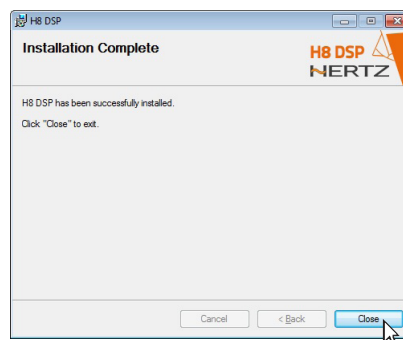 H8 DSP
Installation Complete
H8 DSP
HERTZ
H8 DSP has been successfully installed.
Click "Close" to exit.
Cancel
< Back
Close